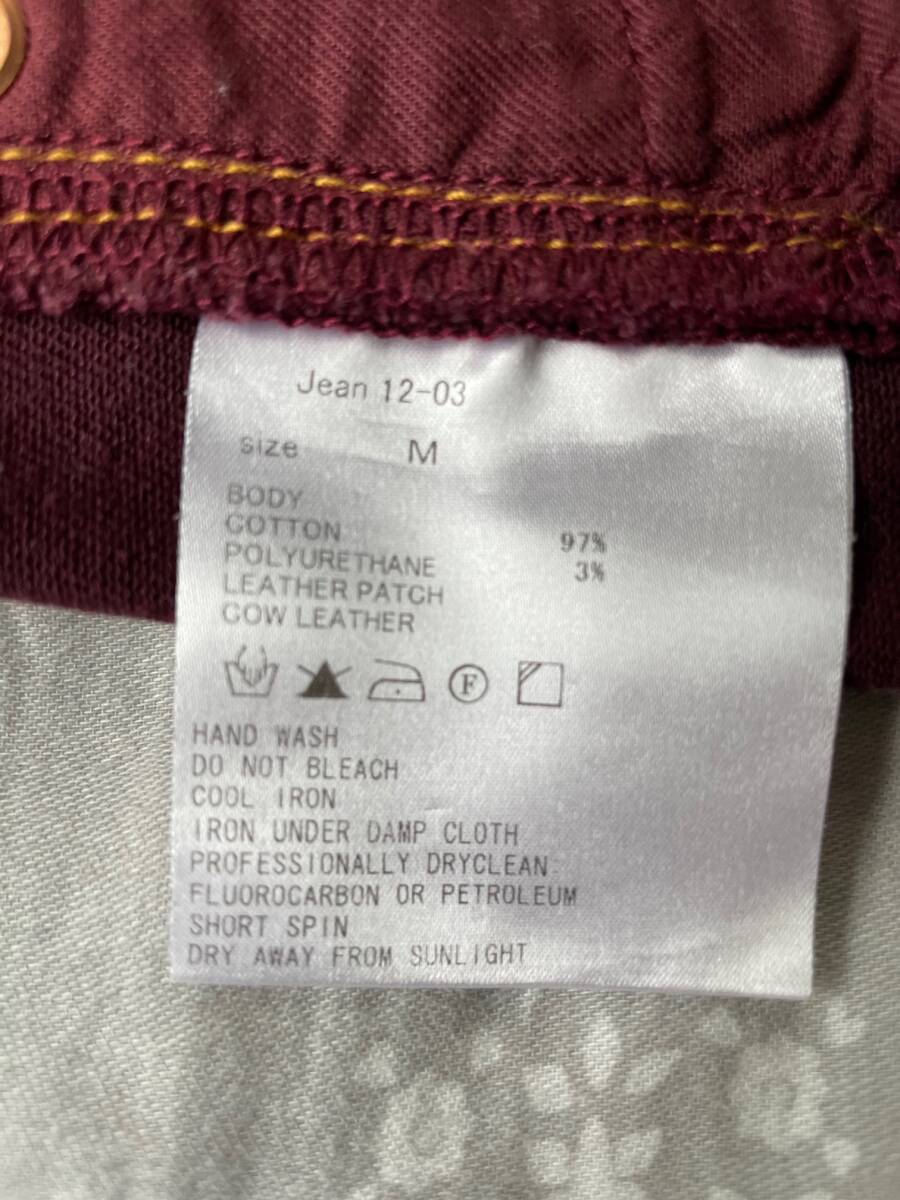 Jean 12-03
size M
BODY
COTTON 97%
POLYURETHANE 3%
LEATHER PATCH
COW LEATHER
F
HAND WASH
DO NOT BLEACH
COOL IRON
IRON UNDER DAMP CLOTH
PROFESSIONALLY DRYCLEAN
FLUOROCARBON OR PETROLEUM
SHORT SPIN
DRY AWAY FROM SUNLIGHT